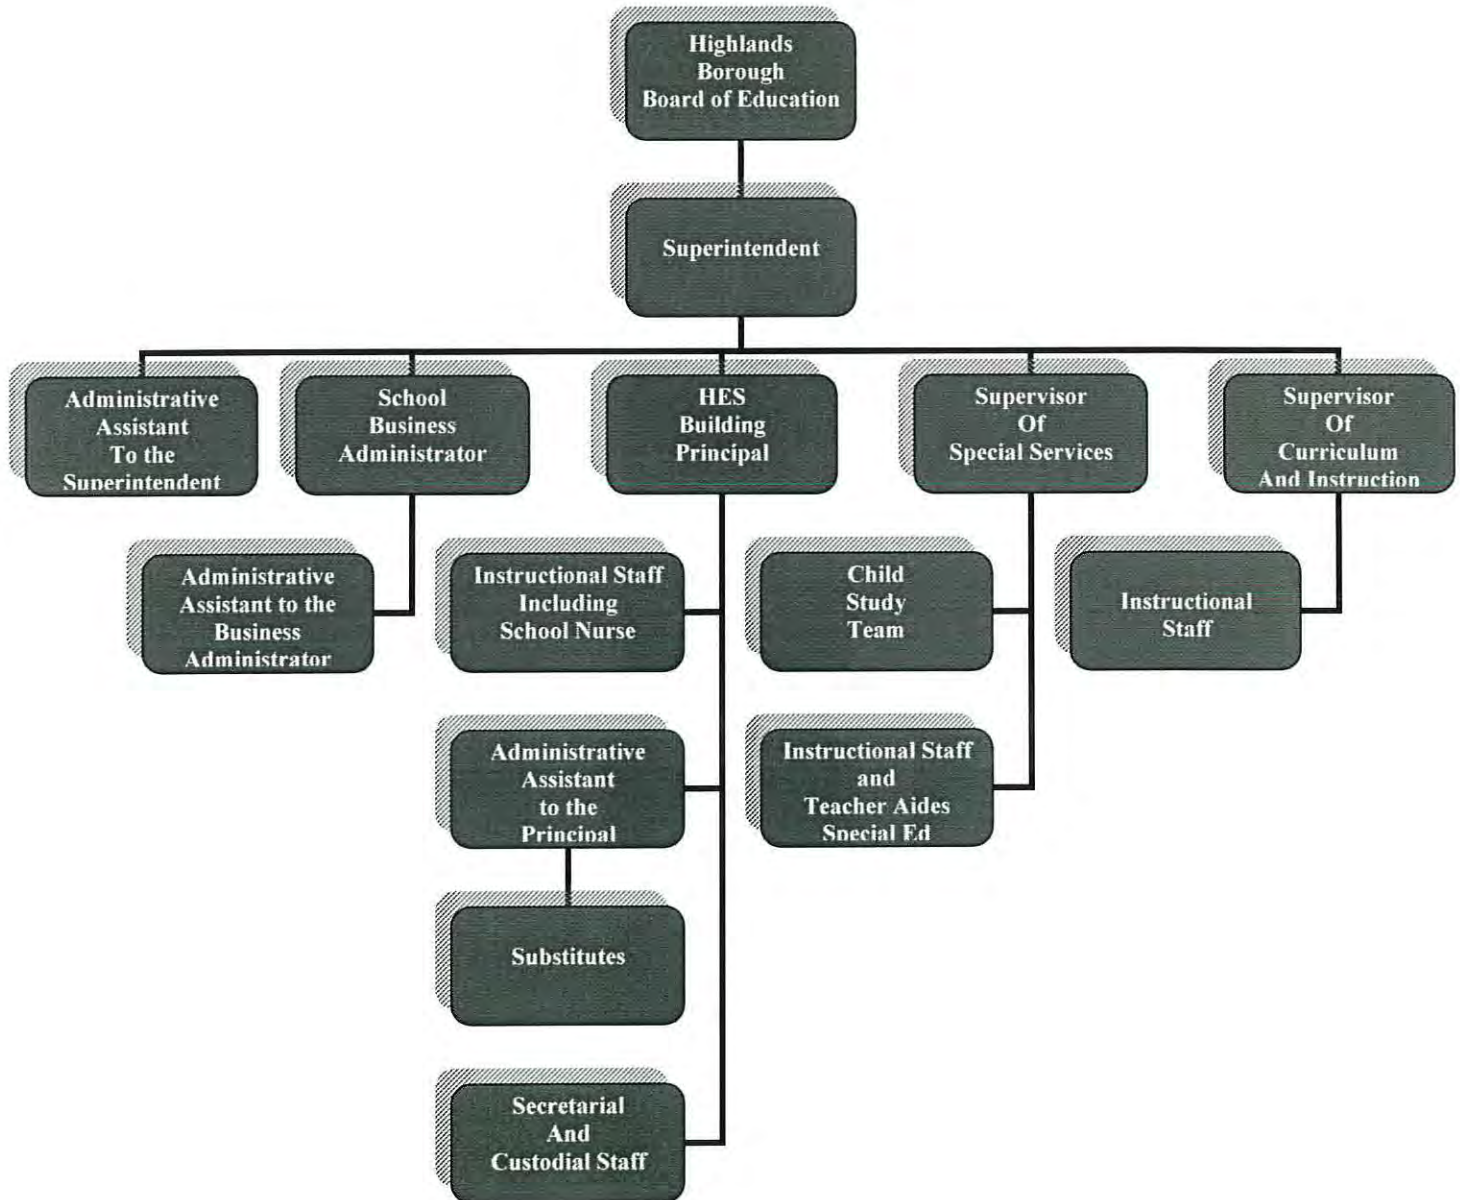 Highlands
Borough
Board of Education
Superintendent
Administrative
Assistant
To the
Superintendent
School
Business
Administrator
HES
Building
Principal
Supervisor
Of
Special Services
Supervisor
Of
Curriculum
And Instruction
Administrative
Assistant to the
Business
Administrator
Instructional Staff
Including
School Nurse
Child
Study
Team
Instructional
Staff
Administrative
Assistant
to the
Principal
Instructional Staff
and
Teacher Aides
Special Ed
Substitutes
Secretarial
And
Custodial Staff